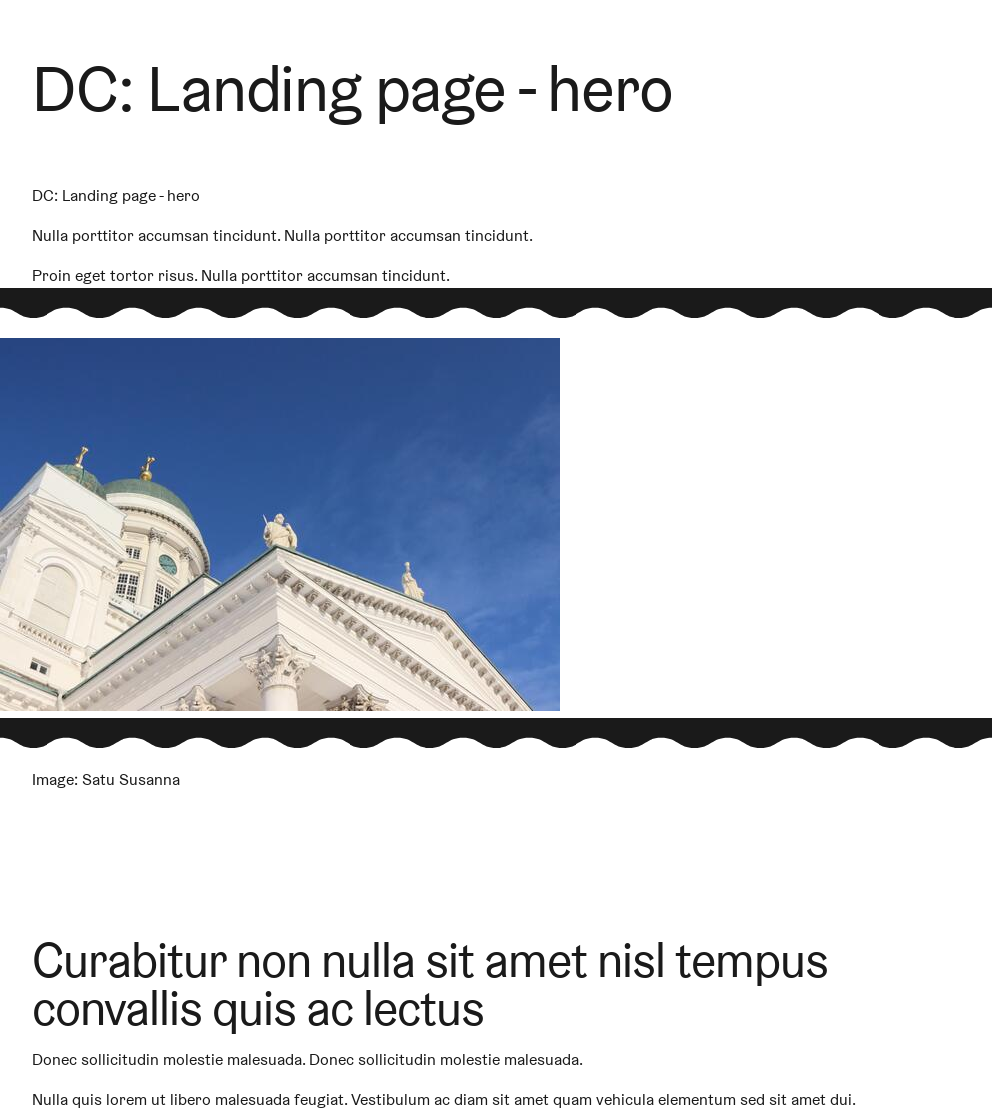 DC: Landing page - hero
DC: Landing page - hero
Nulla porttitor accumsan tincidunt. Nulla porttitor accumsan tincidunt.
Proin eget tortor risus. Nulla porttitor accumsan tincidunt.
Image: Satu Susanna
Curabitur non nulla sit amet nisl tempus
convallis quis ac lectus
Donec sollicitudin molestie malesuada. Donec sollicitudin molestie malesuada.
Nulla quis lorem ut libero malesuada feugiat. Vestibulum ac diam sit amet quam vehicula elementum sed sit amet dui.